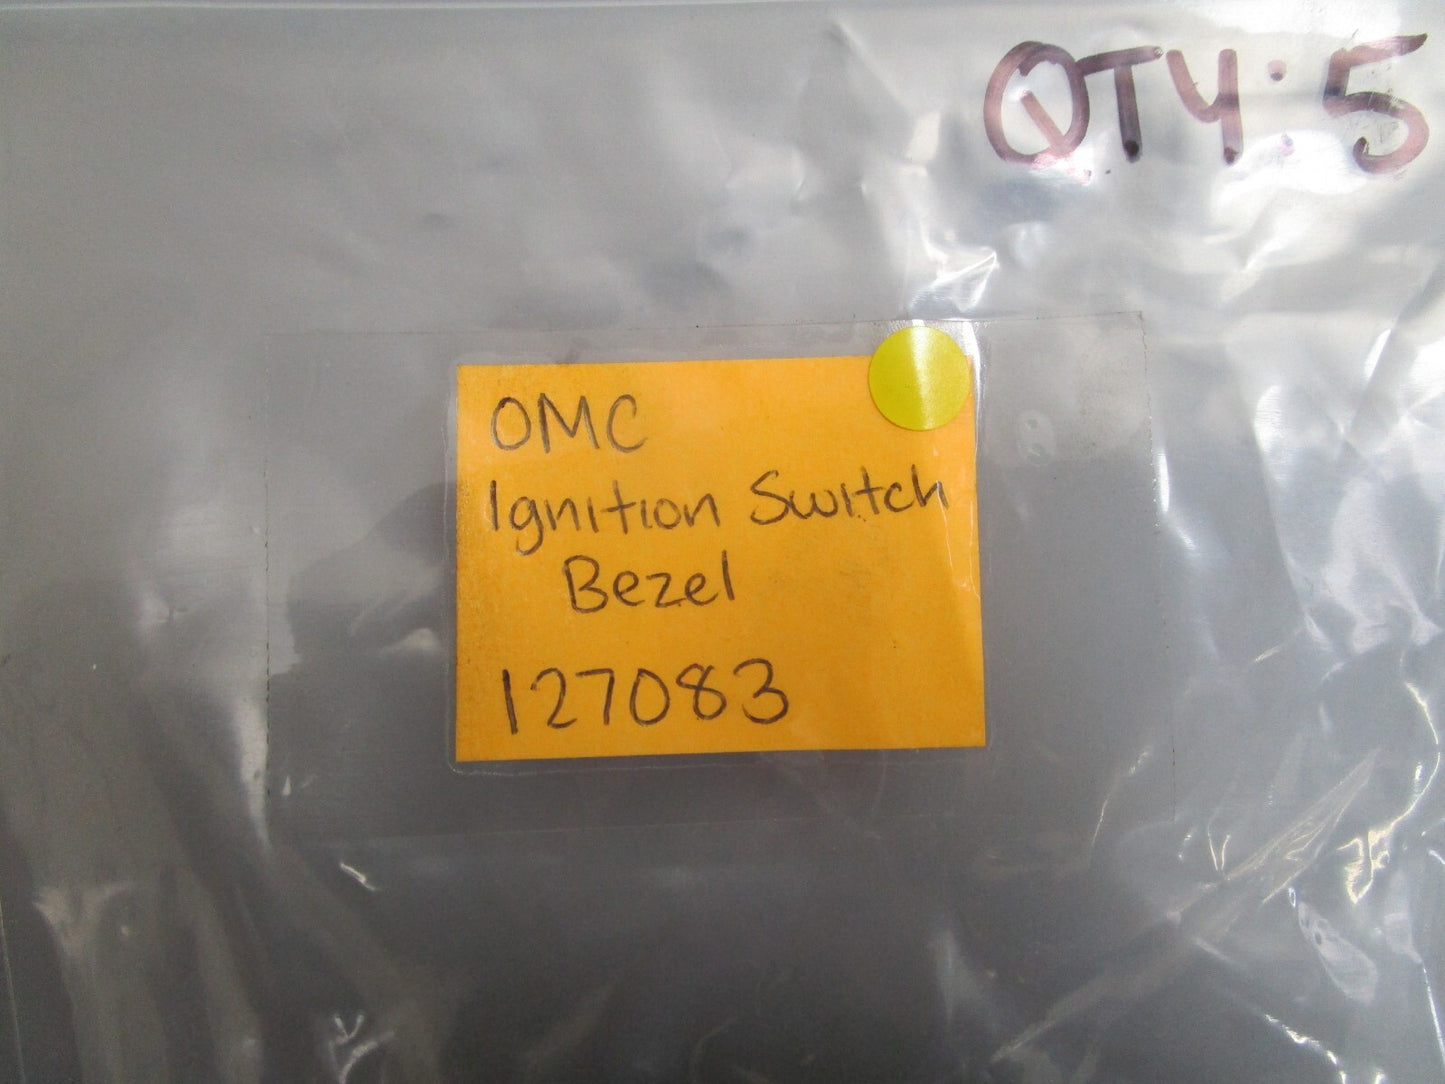 QTY: 5
OMC
Ignition Switch
Bezel
127083